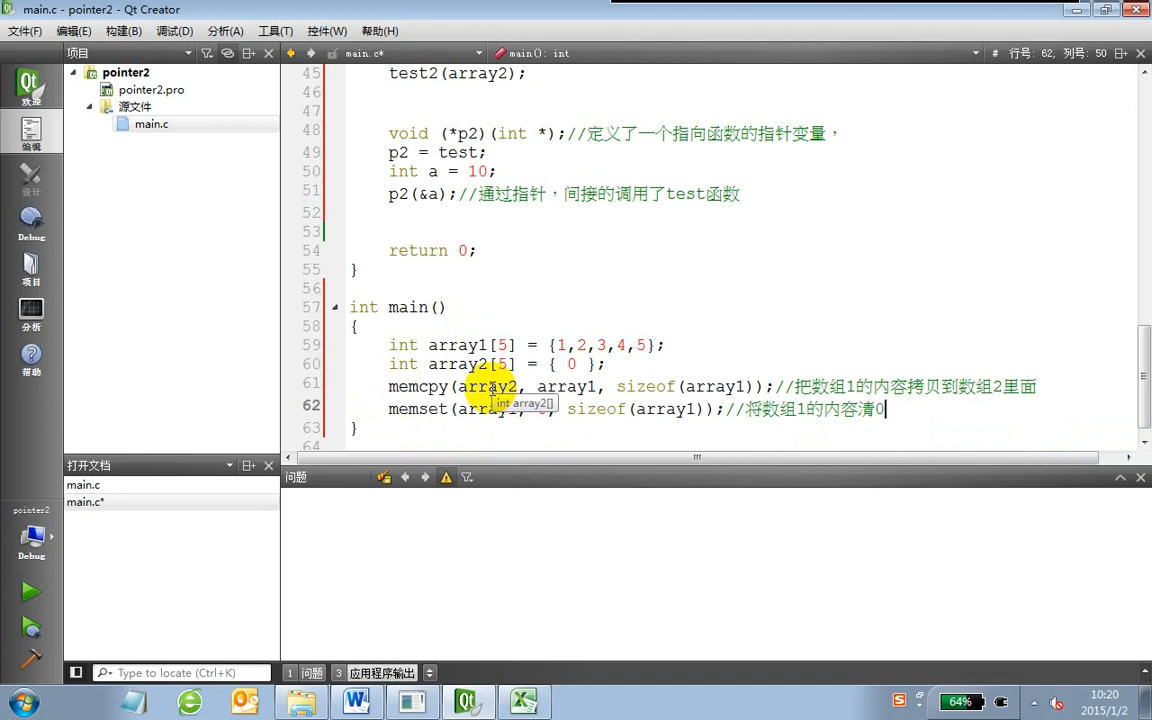 main.c - pointer2 - Qt Creator
文件(F) 编辑(E) 构建(B) 调试(D) 分析(A) 工具(T) 控件(W) 帮助(H)
项目 main.c* main(): int # 行号: 62, 列号: 50
欢迎
编辑
设计
Debug
项目
分析
帮助
pointer2
pointer2.pro
源文件
main.c
45 test2(array2);
46
47
48 void (*p2)(int *);//定义了一个指向函数的指针变量，
49 p2 = test;
50 int a = 10;
51 p2(&a);//通过指针，间接的调用了test函数
52
53
54 return 0;
55 }
56
57 int main()
58 {
59 int array1[5] = {1,2,3,4,5};
60 int array2[5] = { 0 };
61 memcpy(array2, array1, sizeof(array1));//把数组1的内容拷贝到数组2里面
int array2[]
62 memset(array1, 0, sizeof(array1));//将数组1的内容清0
63 }
64
打开文档
main.c
main.c*
问题
pointer2
Debug
Type to locate (Ctrl+K)
1 问题 3 应用程序输出
64%
10:20
2015/1/2